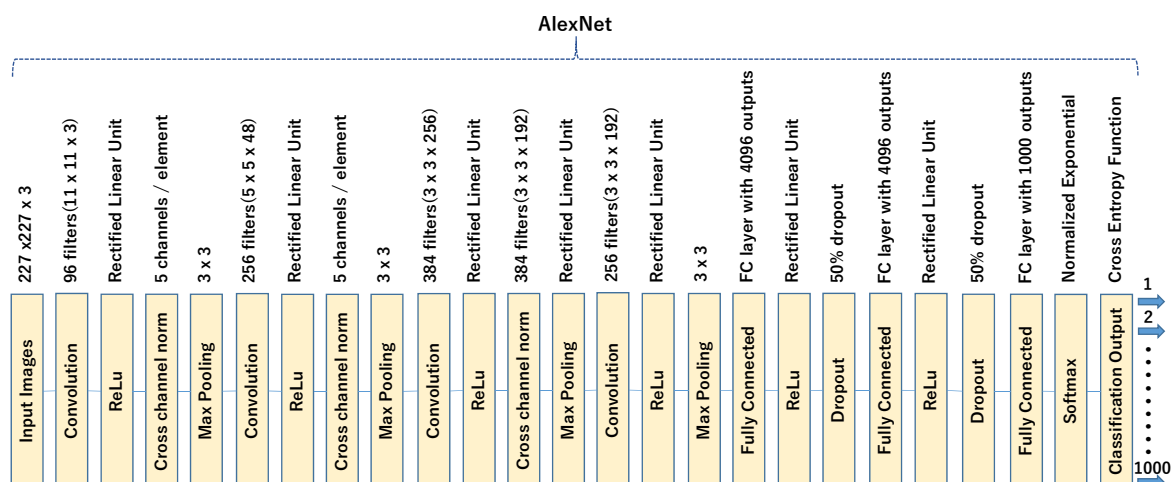 AlexNet
227 x227 x 3
96 filters(11 x 11 x 3)
Rectified Linear Unit
5 channels / element
3 x 3
256 filters(5 x 5 x 48)
Rectified Linear Unit
5 channels / element
3 x 3
384 filters(3 x 3 x 256)
Rectified Linear Unit
384 filters(3 x 3 x 192)
Rectified Linear Unit
256 filters(3 x 3 x 192)
Rectified Linear Unit
3 x 3
FC layer with 4096 outputs
Rectified Linear Unit
50% dropout
FC layer with 4096 outputs
Rectified Linear Unit
50% dropout
FC layer with 1000 outputs
Normalized Exponential
Cross Entropy Function
Input Images
Convolution
ReLu
Cross channel norm
Max Pooling
Convolution
ReLu
Cross channel norm
Max Pooling
Convolution
ReLu
Cross channel norm
Max Pooling
Convolution
ReLu
Max Pooling
Fully Connected
ReLu
Dropout
Fully Connected
ReLu
Dropout
Fully Connected
Softmax
Classification Output
1
2
1000